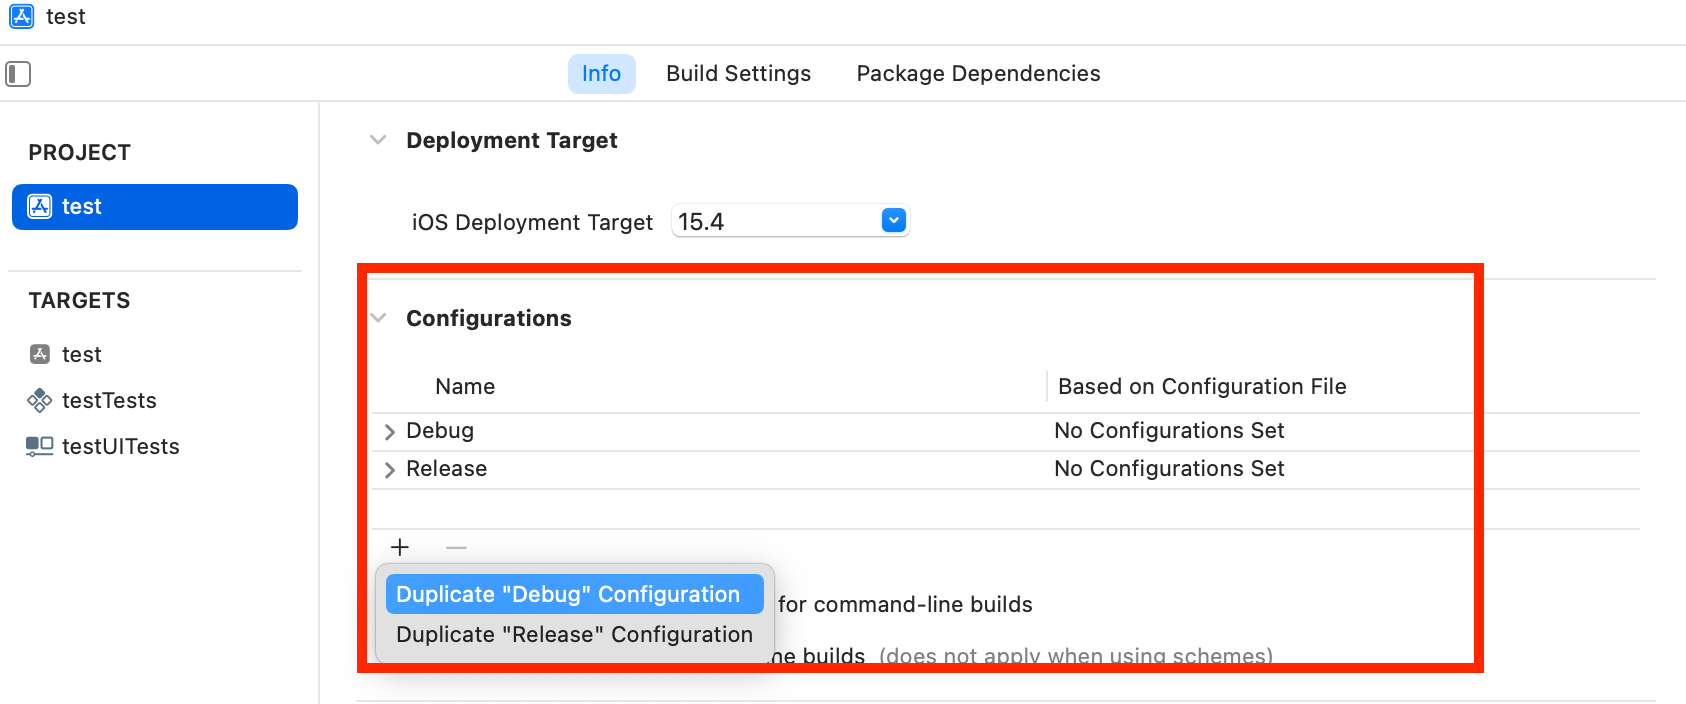 test
Info
Build Settings
Package Dependencies
PROJECT
test
TARGETS
test
testTests
testUITests
Deployment Target
iOS Deployment Target 15.4
Configurations
Name
Based on Configuration File
Debug
No Configurations Set
Release
No Configurations Set
Duplicate "Debug" Configuration
Duplicate "Release" Configuration
for command-line builds
builds (does not apply when using schemes)